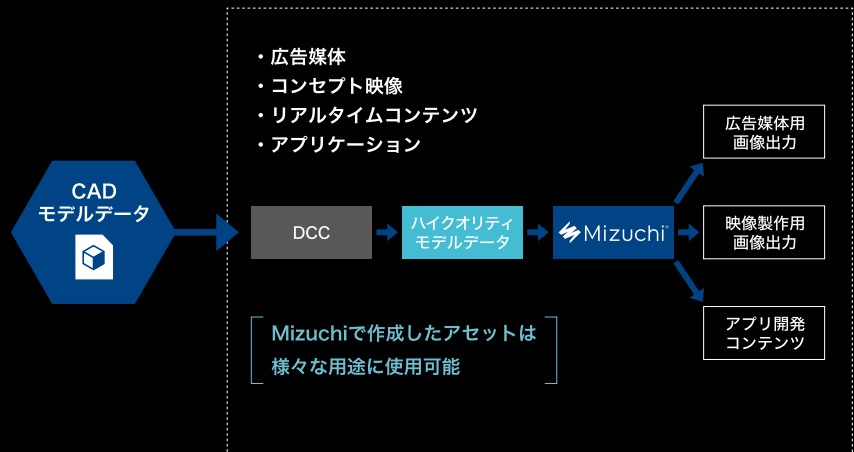 ・広告媒体
・コンセプト映像
・リアルタイムコンテンツ
・アプリケーション
CAD
モデルデータ
DCC
ハイクオリティ
モデルデータ
Mizuchi®
広告媒体用
画像出力
映像製作用
画像出力
アプリ開発
コンテンツ
Mizuchiで作成したアセットは
様々な用途に使用可能